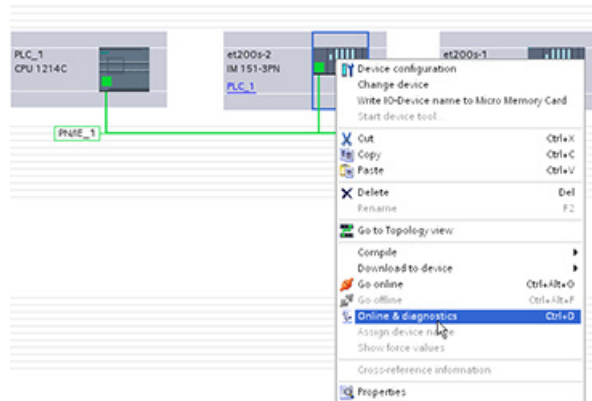 PLC_1
CPU 1214C
et200s-2
IM 151-3PN
PLC_1
et200s-1
PN/IE_1
Device configuration
Change device
Write IO-Device name to Micro Memory Card
Start device tool...
Cut Ctrl+X
Copy Ctrl+C
Paste Ctrl+V
Delete Del
Rename F2
Go to Topology view
Compile
Download to device
Go online Ctrl+Alt+O
Go offline Ctrl+Alt+F
Online & diagnostics Ctrl+D
Assign device name
Show force values
Cross-reference information
Properties